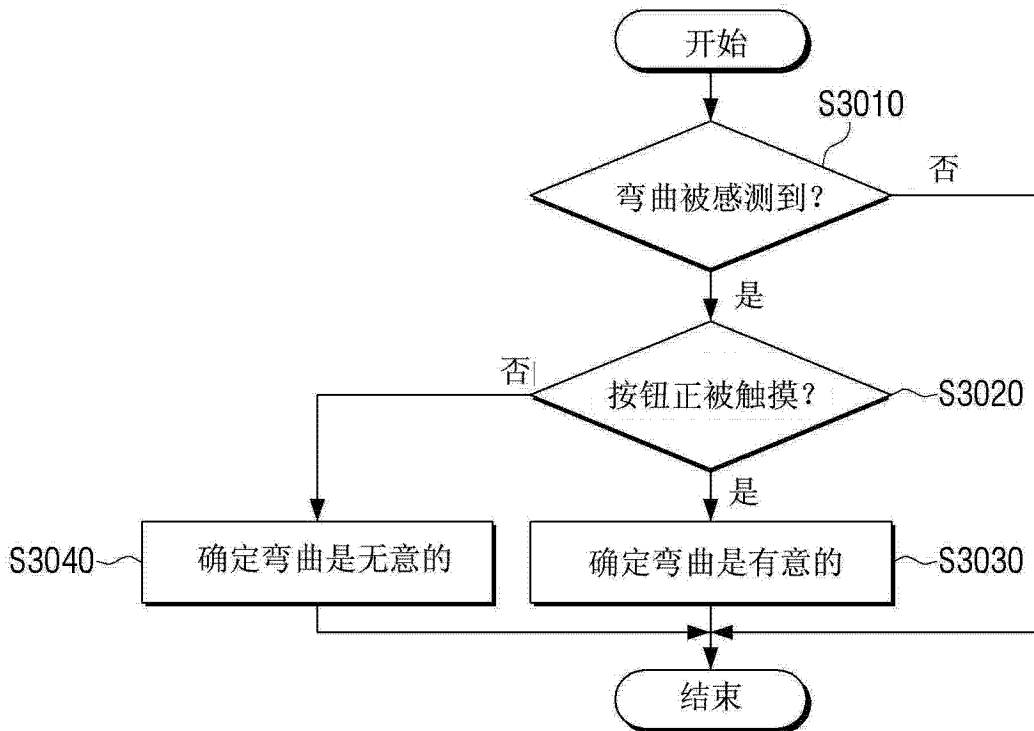 开始
S3010
弯曲被感测到?
否
是
否
按钮正被触摸?
S3020
是
S3040
确定弯曲是无意的
确定弯曲是有意的
S3030
结束